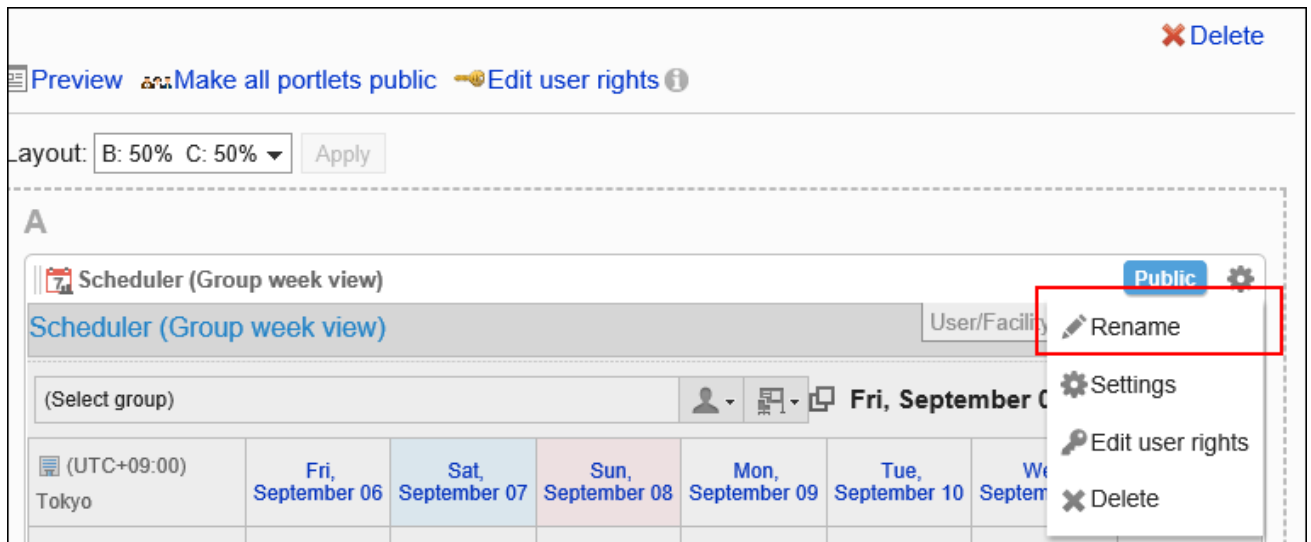 Delete
Preview Make all portlets public Edit user rights
Layout: B: 50% C: 50% Apply
A
Scheduler (Group week view) Public
Scheduler (Group week view) User/Facility
Rename
(Select group) Fri, September
Settings
Edit user rights
Delete
(UTC+09:00)
Tokyo
Fri,
September 06
Sat,
September 07
Sun,
September 08
Mon,
September 09
Tue,
September 10